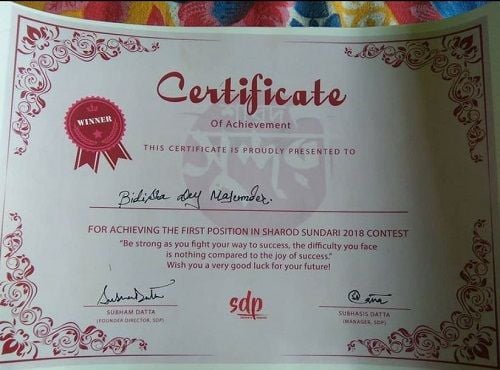 Certificate
Of Achievement
WINNER
THIS CERTIFICATE IS PROUDLY PRESENTED TO
Bidisha Dey Majumder.
FOR ACHIEVING THE FIRST POSITION IN SHAROD SUNDARI 2018 CONTEST
"Be strong as you fight your way to success, the difficulty you face
is nothing compared to the joy of success."
Wish you a very good luck for your future!
Subham Datta
SUBHAM DATTA
(FOUNDER DIRECTOR, SDP)
sdp
SUBHASIS DATTA
(MANAGER, SDP)